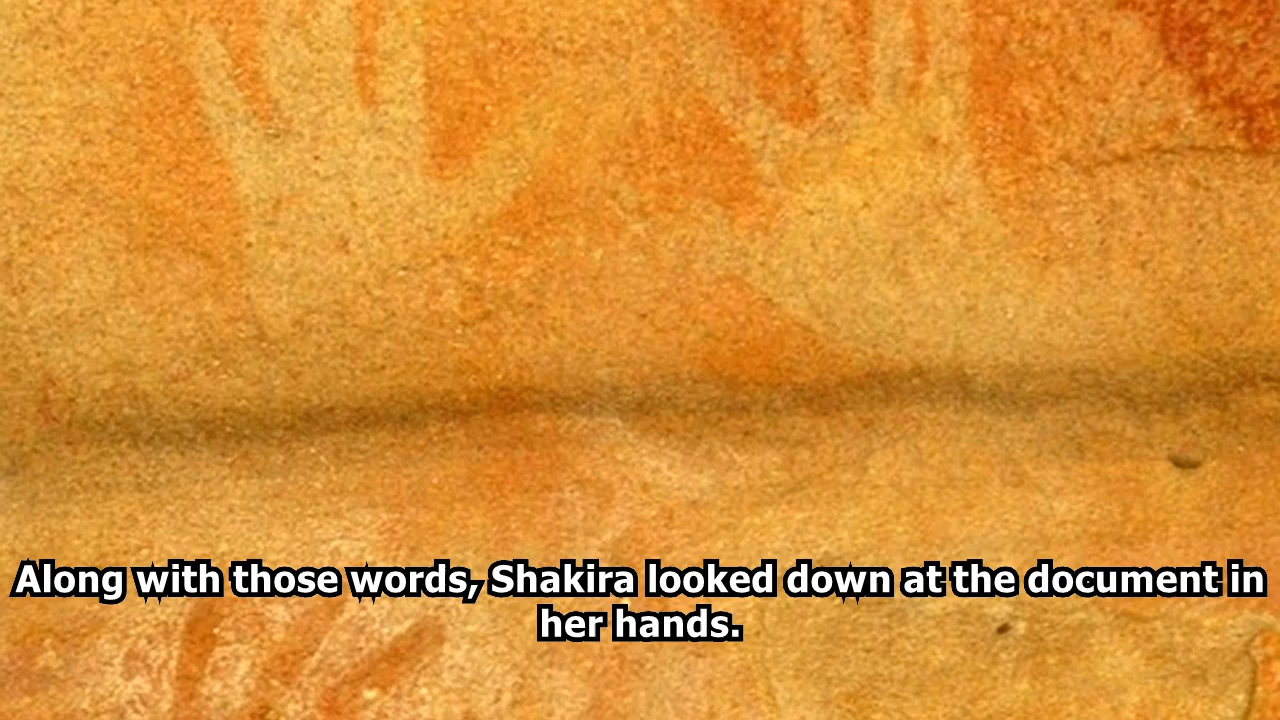 Along with those words, Shakira looked down at the document in
her hands.